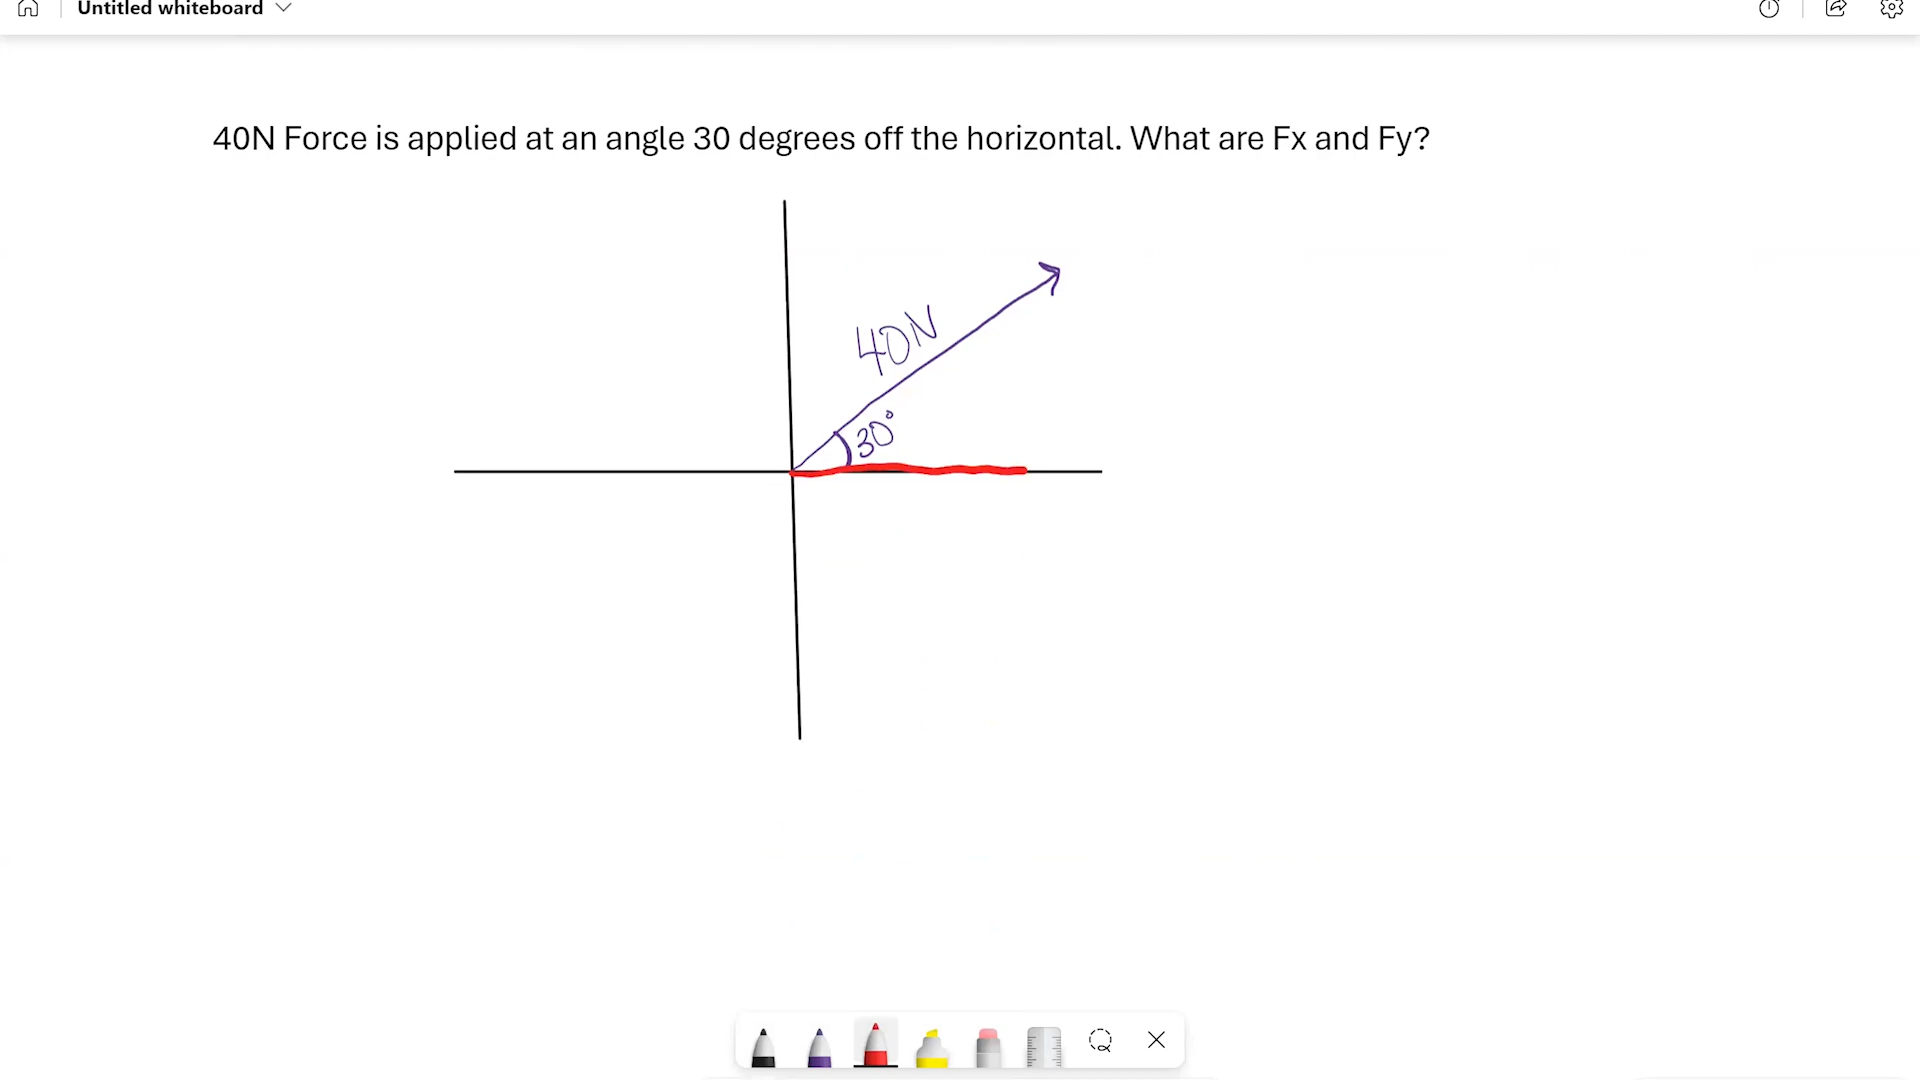 Untitled whiteboard
40N Force is applied at an angle 30 degrees off the horizontal. What are Fx and Fy?
40N
30°